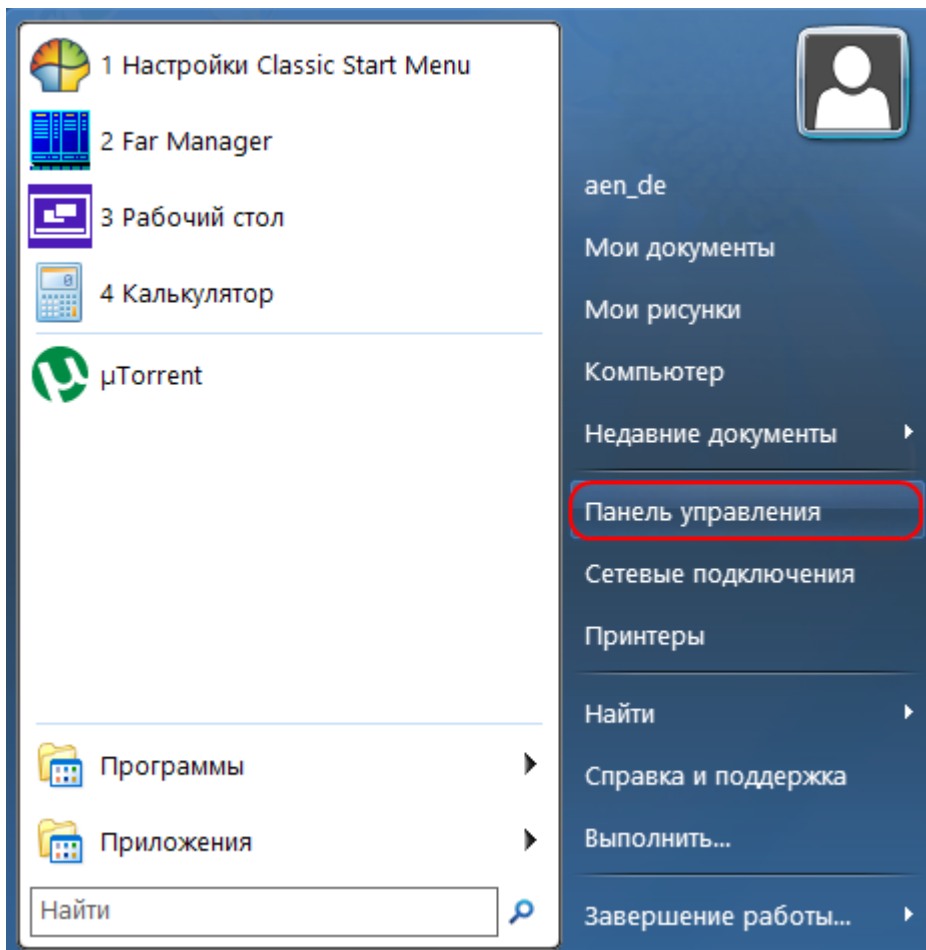 1 Настройки Classic Start Menu
2 Far Manager
3 Рабочий стол
4 Калькулятор
µTorrent
Программы
Приложения
Найти
aen_de
Мои документы
Мои рисунки
Компьютер
Недавние документы
Панель управления
Сетевые подключения
Принтеры
Найти
Справка и поддержка
Выполнить...
Завершение работы...